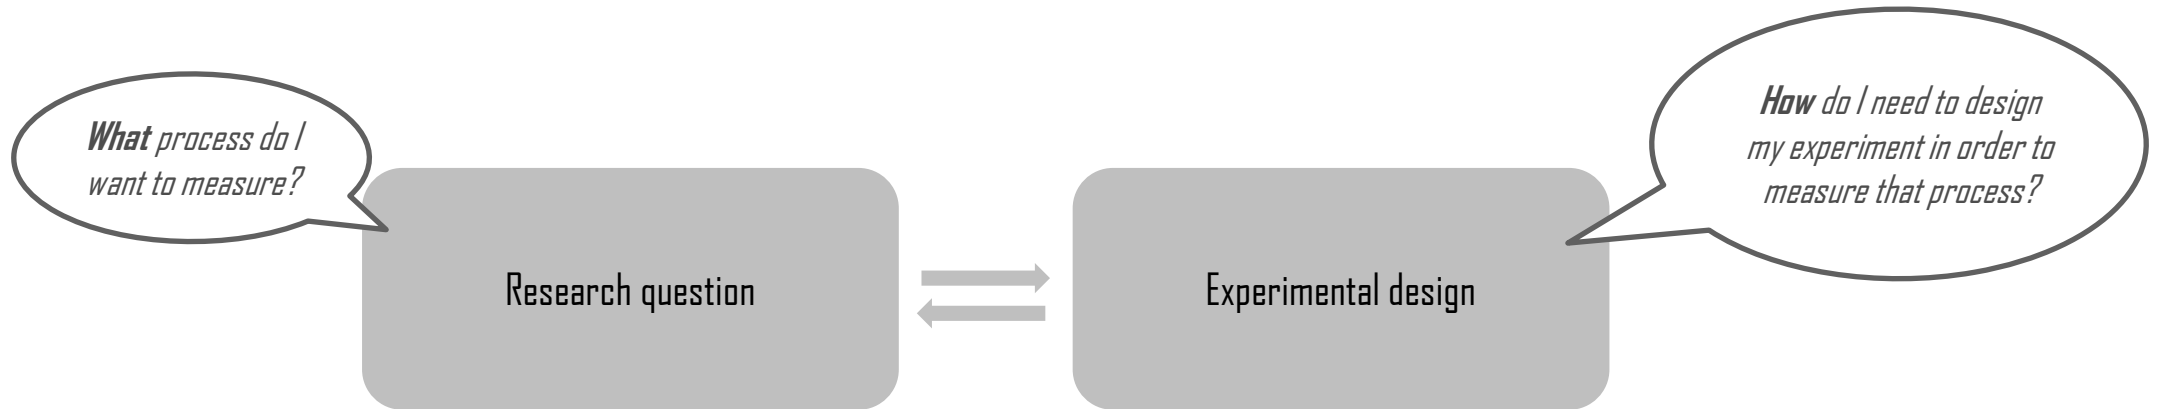 What process do I
want to measure?
How do I need to design
my experiment in order to
measure that process?
Research question
Experimental design